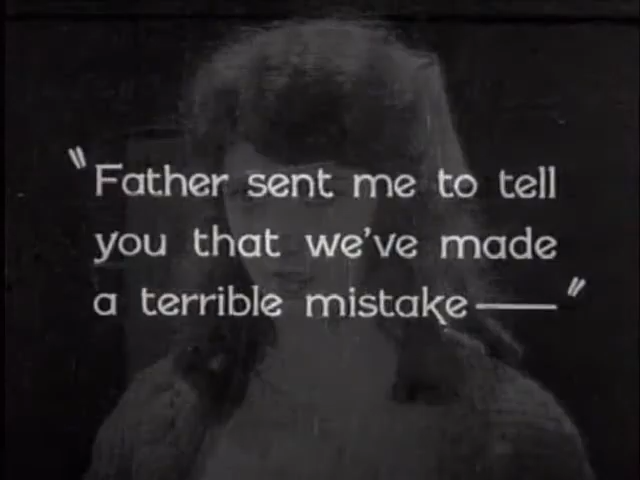 "Father sent me to tell
you that we've made
a terrible mistake—"